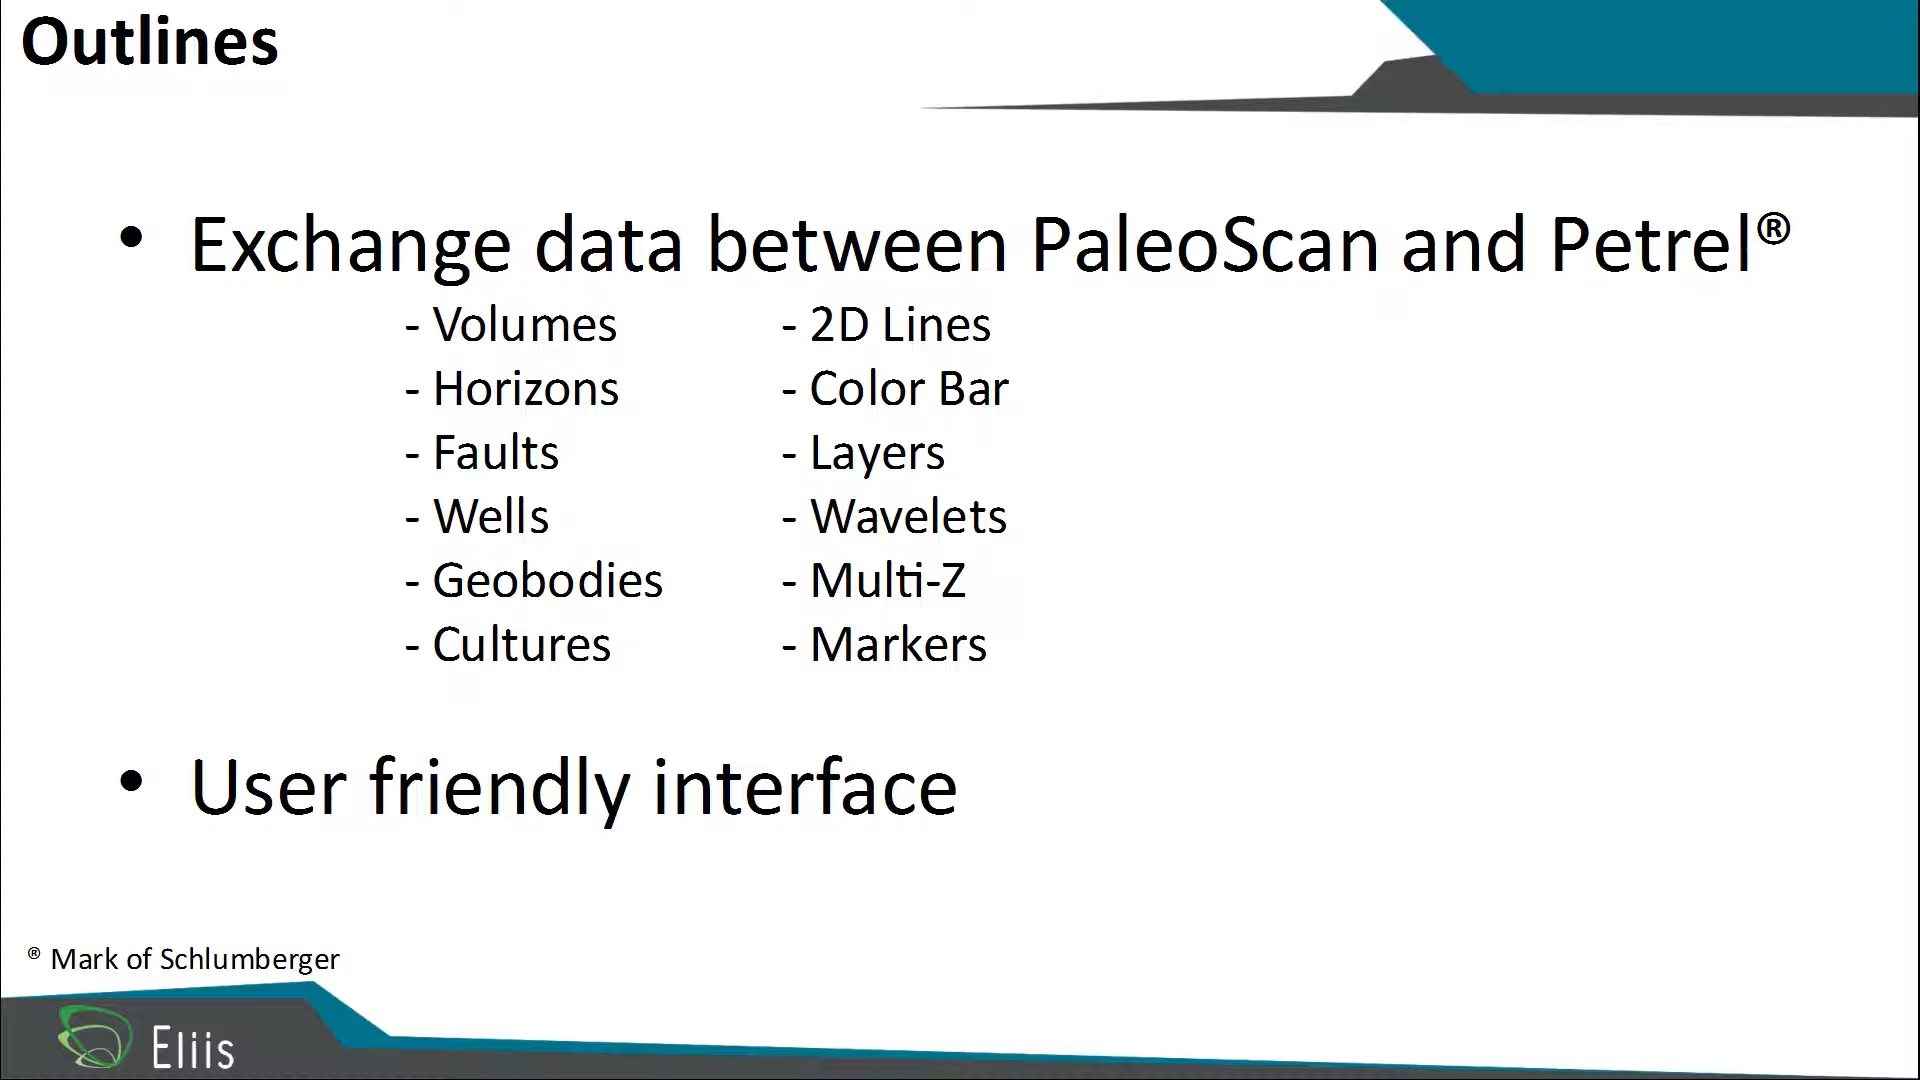 Outlines
• Exchange data between PaleoScan and Petrel®
- Volumes
- Horizons
- Faults
- Wells
- Geobodies
- Cultures
- 2D Lines
- Color Bar
- Layers
- Wavelets
- Multi-Z
- Markers
• User friendly interface
® Mark of Schlumberger
Eliis